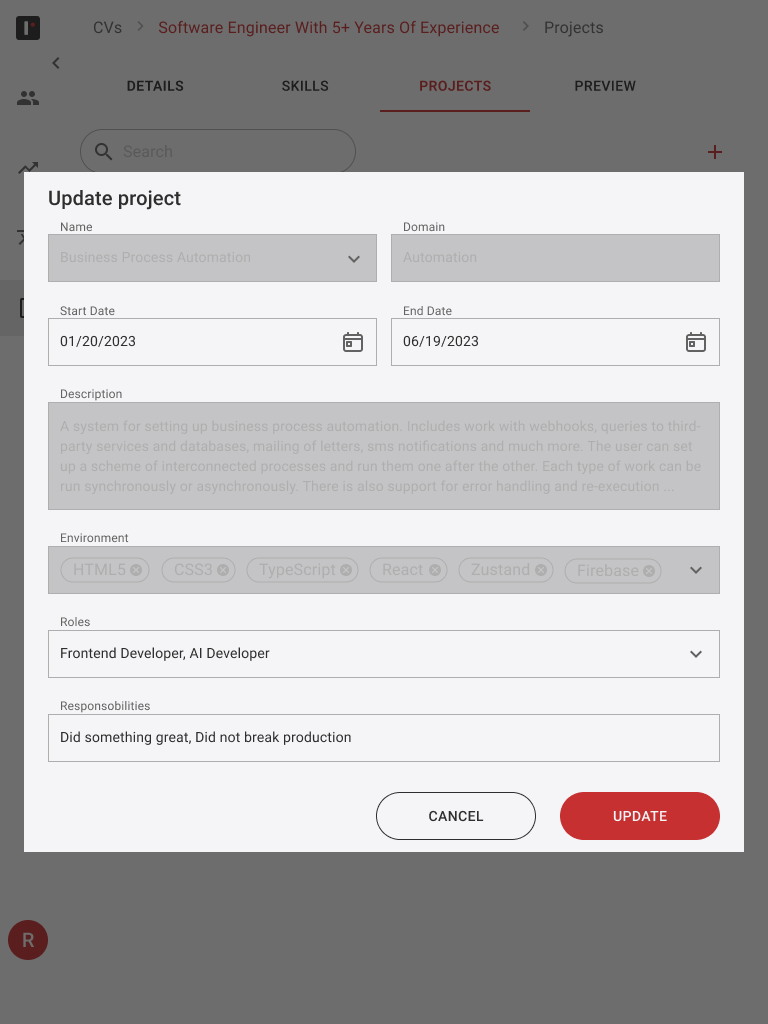 CVs
Software Engineer With 5+ Years Of Experience
Projects
DETAILS
SKILLS
PROJECTS
PREVIEW
Search
Update project
Name
Domain
Business Process Automation
Automation
Start Date
End Date
01/20/2023
06/19/2023
Description
A system for setting up business process automation. Includes work with webhooks, queries to third-
party services and databases, mailing of letters, sms notifications and much more. The user can set
up a scheme of interconnected processes and run them one after the other. Each type of work can be
run synchronously or asynchronously. There is also support for error handling and re-execution ...
Environment
HTML5
CSS3
TypeScript
React
Zustand
Firebase
Roles
Frontend Developer, AI Developer
Responsobilities
Did something great, Did not break production
CANCEL
UPDATE
R